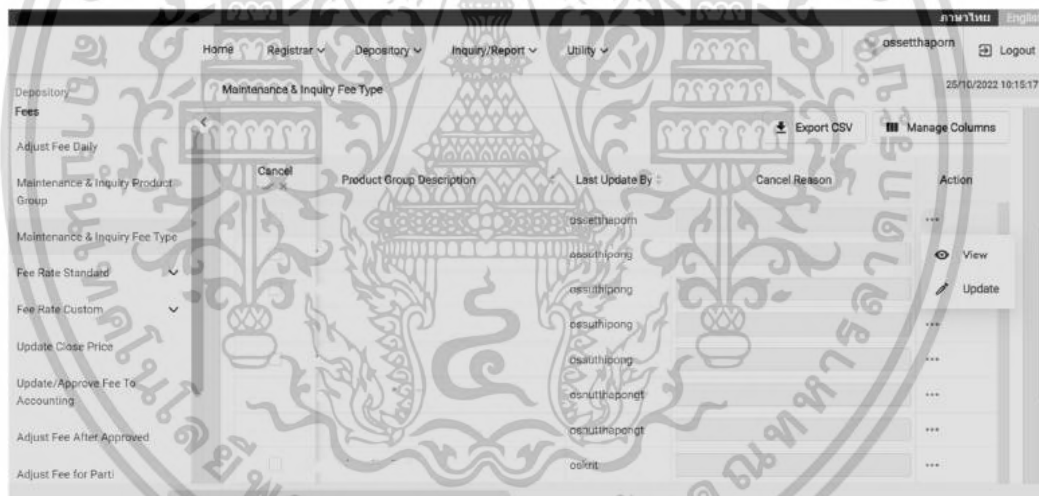 ภาษาไทย English
Home Registrar Depository Inquiry/Report Utility ossetthaporn Logout
Depository
Fees
Maintenance & Inquiry Fee Type
25/10/2022 10:15:17
Export CSV Manage Columns
Adjust Fee Daily
Maintenance & Inquiry Product Group
Maintenance & Inquiry Fee Type
Fee Rate Standard
Fee Rate Custom
Update Close Price
Update/Approve Fee To Accounting
Adjust Fee After Approved
Adjust Fee for Parti
Cancel Product Group Description Last Update By Cancel Reason Action
ossetthaporn
ossuthipong
ossuthipong
ossuthipong
ossuthipong
osnutthapongt
osnutthapongt
oskrit
View
Update